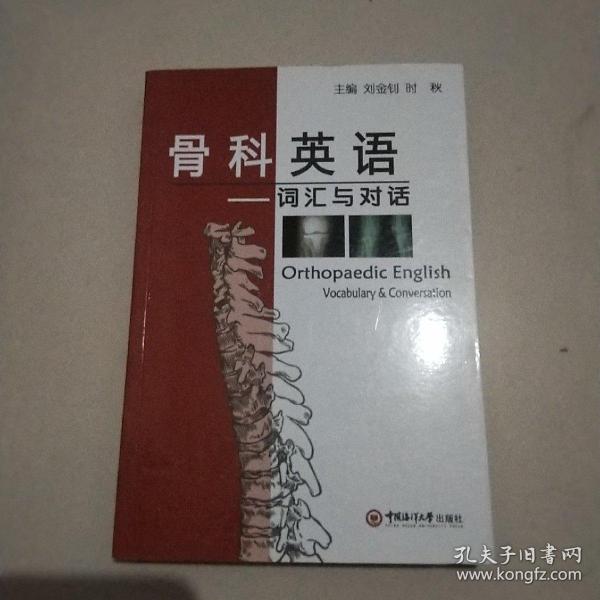 主编 刘金钊 时 秋
骨科英语
——词汇与对话
Orthopaedic English
Vocabulary & Conversation
中国海洋大学出版社
孔夫子旧书网
www.kongfz.com